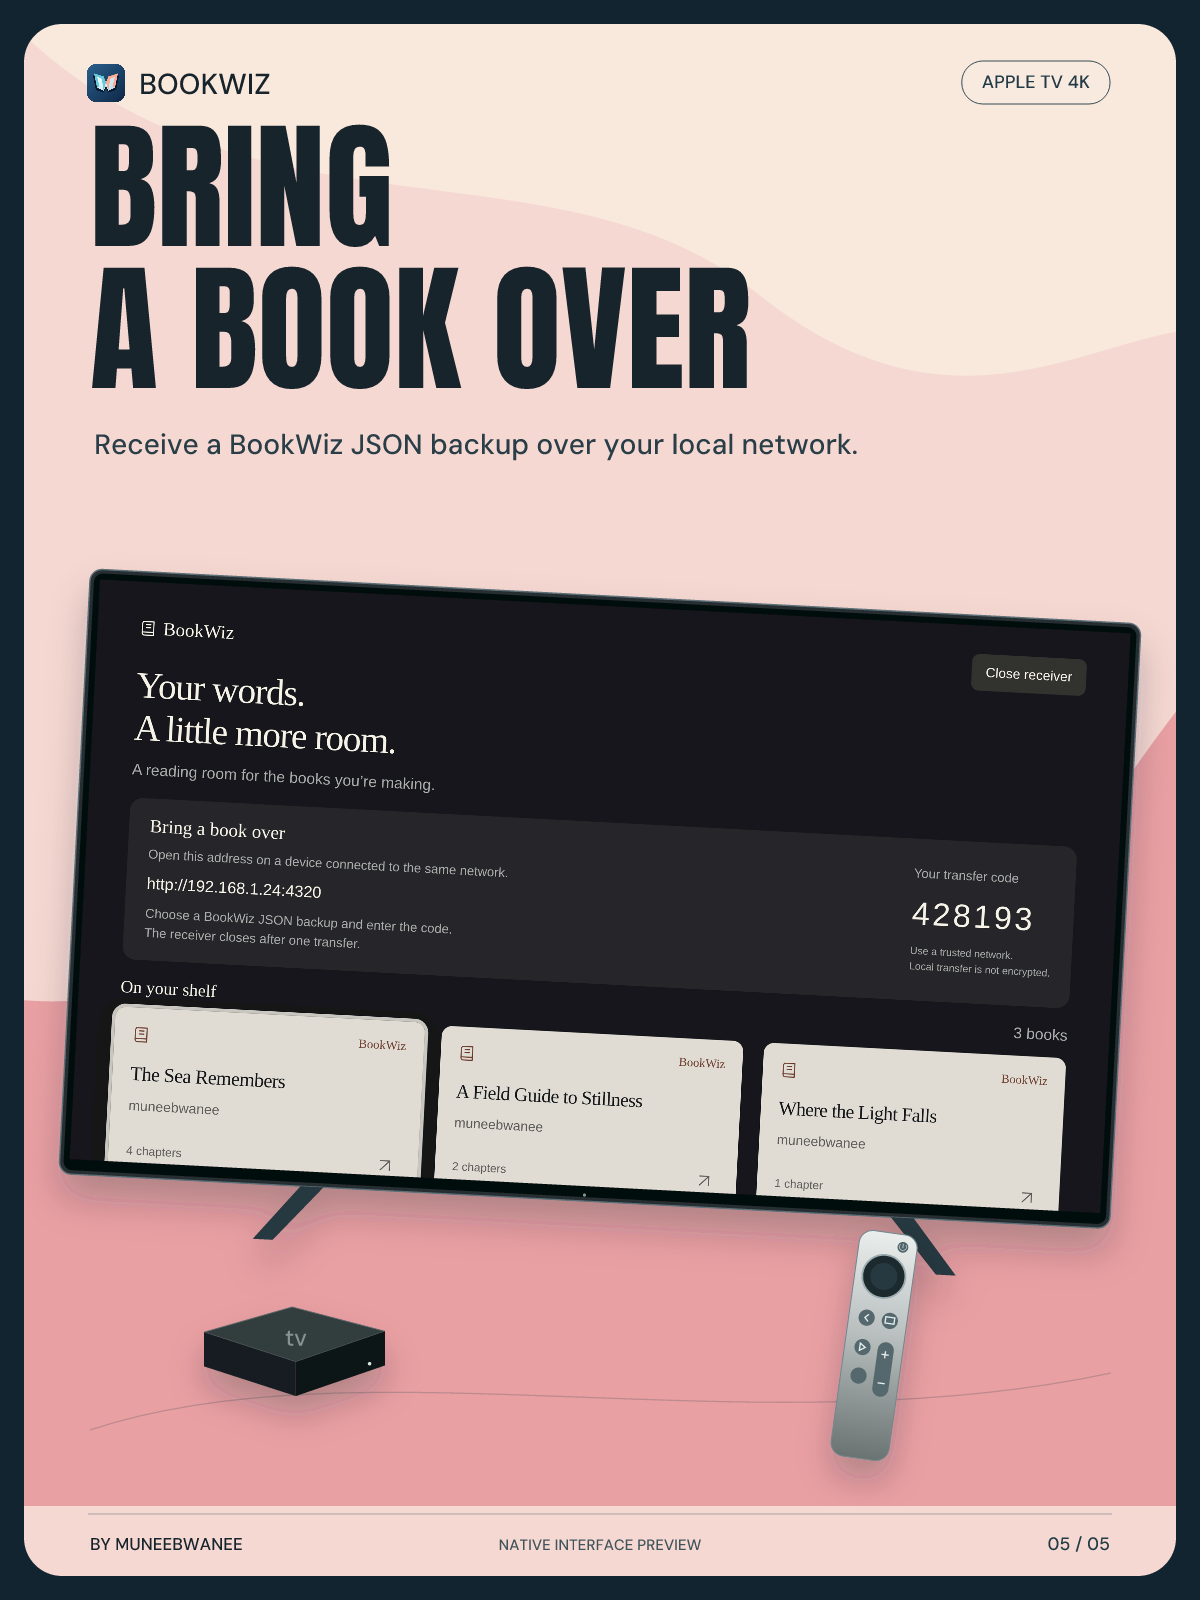 BOOKWIZ
APPLE TV 4K
BRING
A BOOK OVER
Receive a BookWiz JSON backup over your local network.
BookWiz
Close receiver
Your words.
A little more room.
A reading room for the books you’re making.
Bring a book over
Open this address on a device connected to the same network.
http://192.168.1.24:4320
Choose a BookWiz JSON backup and enter the code.
The receiver closes after one transfer.
Your transfer code
428193
Use a trusted network.
Local transfer is not encrypted.
On your shelf
3 books
BookWiz
The Sea Remembers
muneebwanee
4 chapters
BookWiz
A Field Guide to Stillness
muneebwanee
2 chapters
BookWiz
Where the Light Falls
muneebwanee
1 chapter
tv
BY MUNEEBWANEE
NATIVE INTERFACE PREVIEW
05 / 05